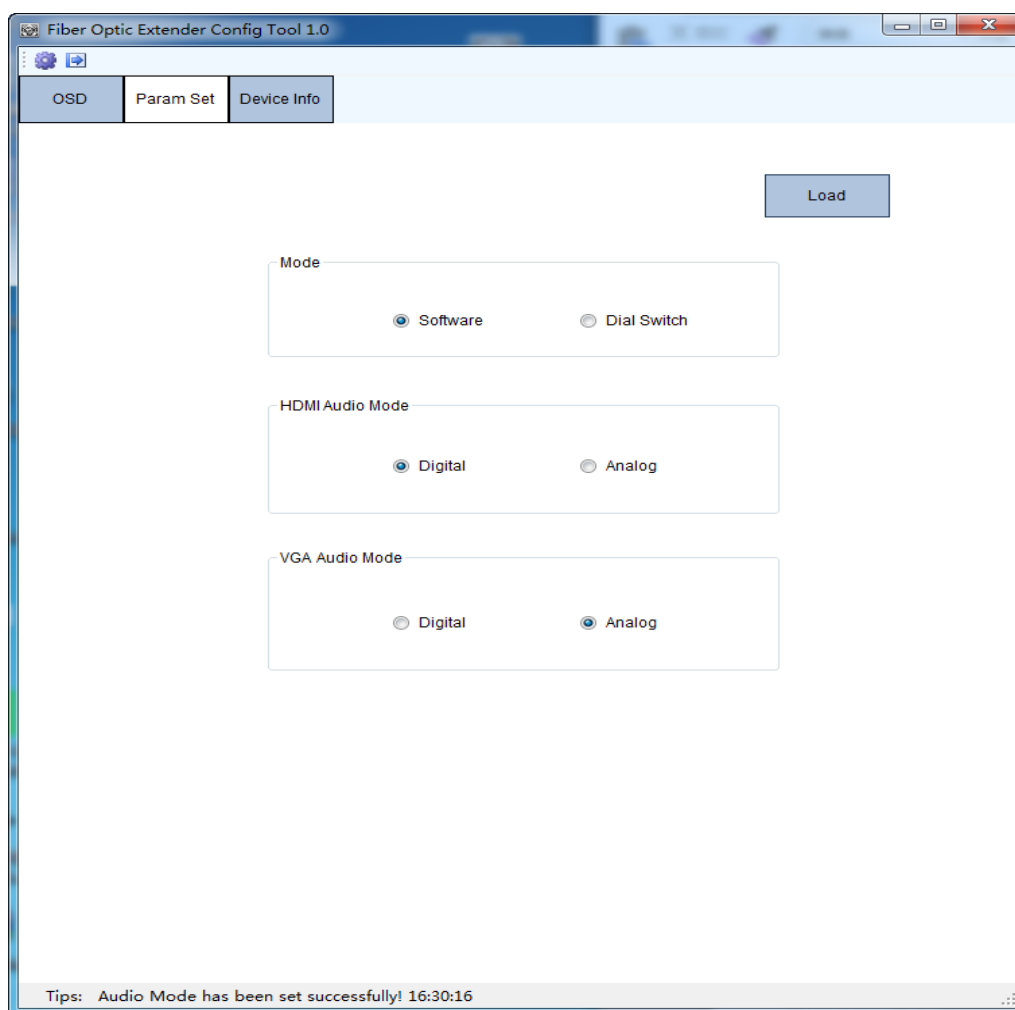 Fiber Optic Extender Config Tool 1.0
OSD Param Set Device Info
Load
Mode
Software Dial Switch
HDMI Audio Mode
Digital Analog
VGA Audio Mode
Digital Analog
Tips: Audio Mode has been set successfully! 16:30:16